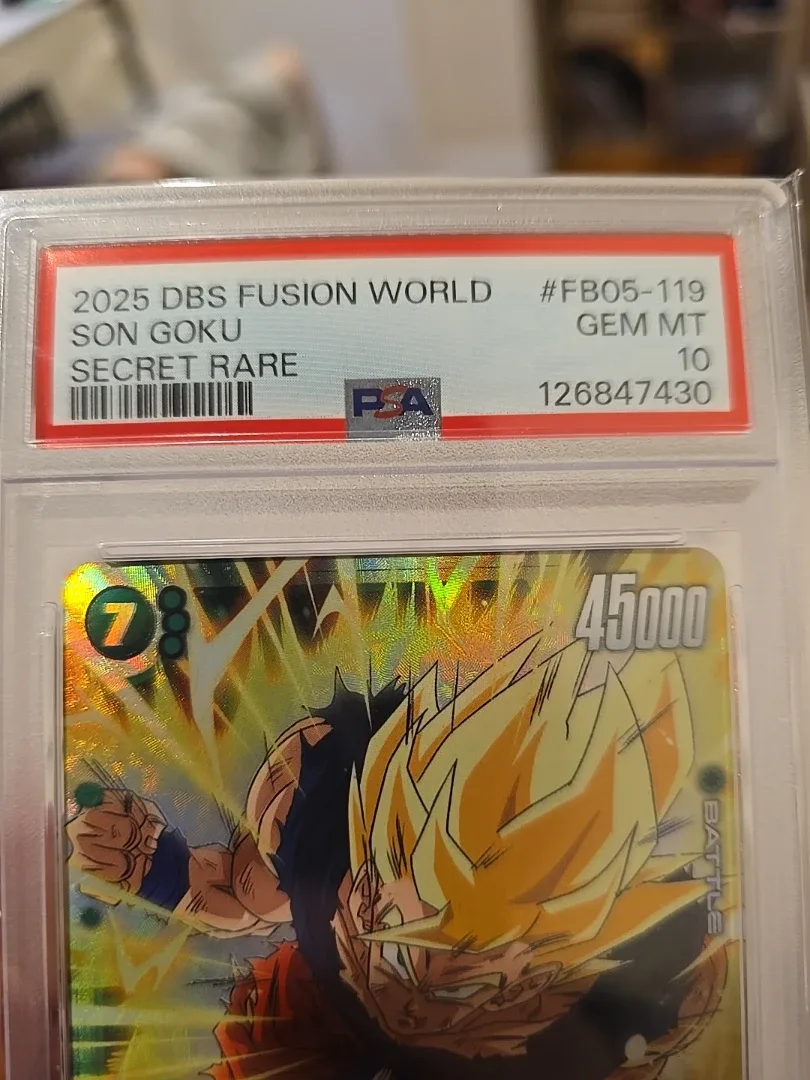 2025 DBS FUSION WORLD #FB05-119
SON GOKU GEM MT
SECRET RARE 10
PSA 126847430
7 45000
BATTLE